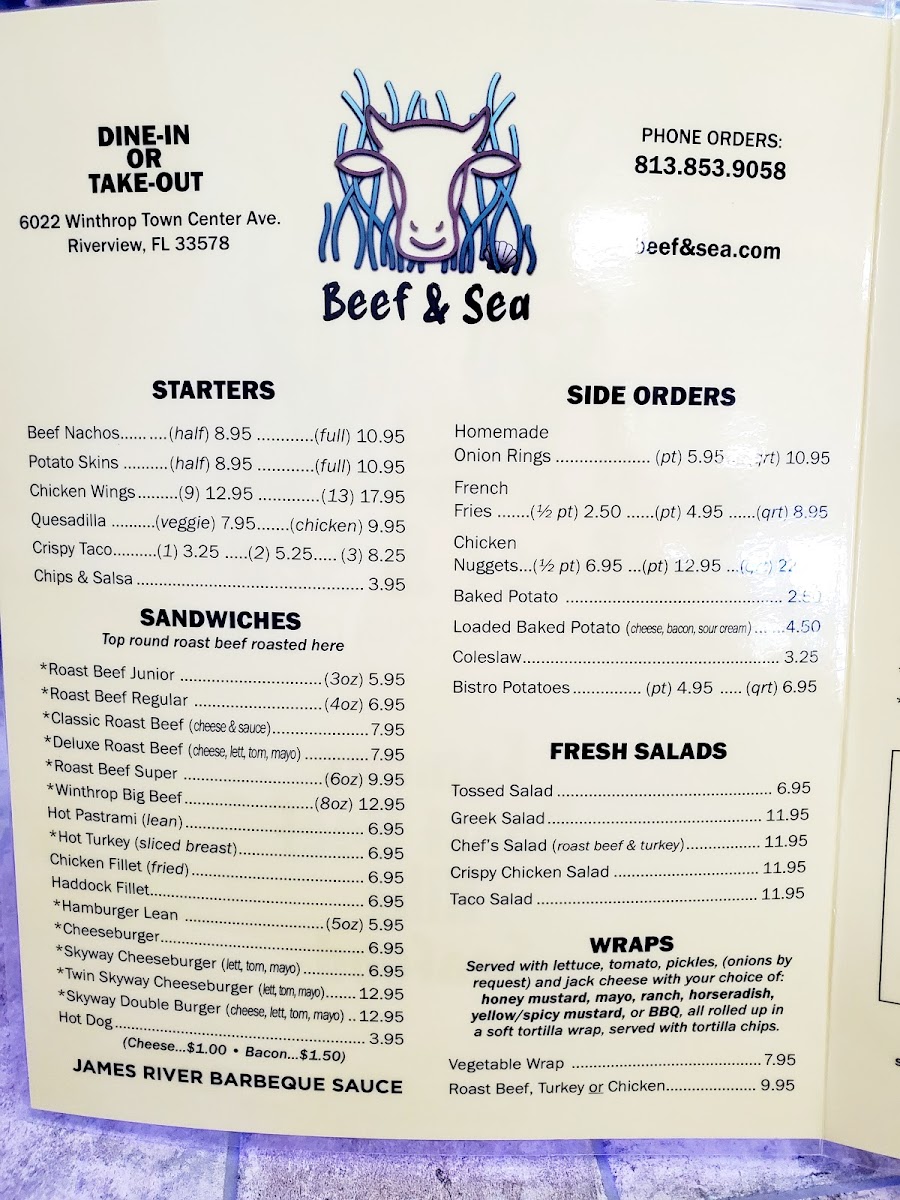 DINE-IN
OR
TAKE-OUT
6022 Winthrop Town Center Ave.
Riverview, FL 33578
Beef & Sea
PHONE ORDERS:
813.853.9058
beef&sea.com
STARTERS
Beef Nachos.........(half) 8.95 ............(full) 10.95
Potato Skins .........(half) 8.95 ............(full) 10.95
Chicken Wings.........(9) 12.95 .............(13) 17.95
Quesadilla ..........(veggie) 7.95.......(chicken) 9.95
Crispy Taco..........(1) 3.25 .....(2) 5.25..... (3) 8.25
Chips & Salsa ................................................ 3.95
SANDWICHES
Top round roast beef roasted here
*Roast Beef Junior ..............................(3oz) 5.95
*Roast Beef Regular ...........................(4oz) 6.95
*Classic Roast Beef (cheese & sauce)....................7.95
*Deluxe Roast Beef (cheese, lett, tom, mayo) .............7.95
*Roast Beef Super .............................(6oz) 9.95
*Winthrop Big Beef...........................(8oz) 12.95
Hot Pastrami (lean)...................................... 6.95
*Hot Turkey (sliced breast)........................... 6.95
Chicken Fillet (fried)..................................... 6.95
Haddock Fillet............................................. 6.95
*Hamburger Lean .............................(5oz) 5.95
*Cheeseburger........................................... 6.95
*Skyway Cheeseburger (lett, tom, mayo) ............. 6.95
*Twin Skyway Cheeseburger (lett, tom, mayo)....... 12.95
*Skyway Double Burger (cheese, lett, tom, mayo) .. 12.95
Hot Dog..................................................... 3.95
(Cheese...$1.00 • Bacon...$1.50)
JAMES RIVER BARBEQUE SAUCE
SIDE ORDERS
Homemade
Onion Rings .................... (pt) 5.95 ....(qrt) 10.95
French
Fries .......(½ pt) 2.50 ......(pt) 4.95 ......(qrt) 8.95
Chicken
Nuggets...(½ pt) 6.95 ...(pt) 12.95 ...
Baked Potato .............................................. 2.50
Loaded Baked Potato (cheese, bacon, sour cream)... ...4.50
Coleslaw...................................................... 3.25
Bistro Potatoes............... (pt) 4.95 ..... (qrt) 6.95
FRESH SALADS
Tossed Salad .............................................. 6.95
Greek Salad.............................................. 11.95
Chef's Salad (roast beef & turkey)................ 11.95
Crispy Chicken Salad ............................... 11.95
Taco Salad ............................................... 11.95
WRAPS
Served with lettuce, tomato, pickles, (onions by
request) and jack cheese with your choice of:
honey mustard, mayo, ranch, horseradish,
yellow/spicy mustard, or BBQ, all rolled up in
a soft tortilla wrap, served with tortilla chips.
Vegetable Wrap ........................................7.95
Roast Beef, Turkey or Chicken................... 9.95